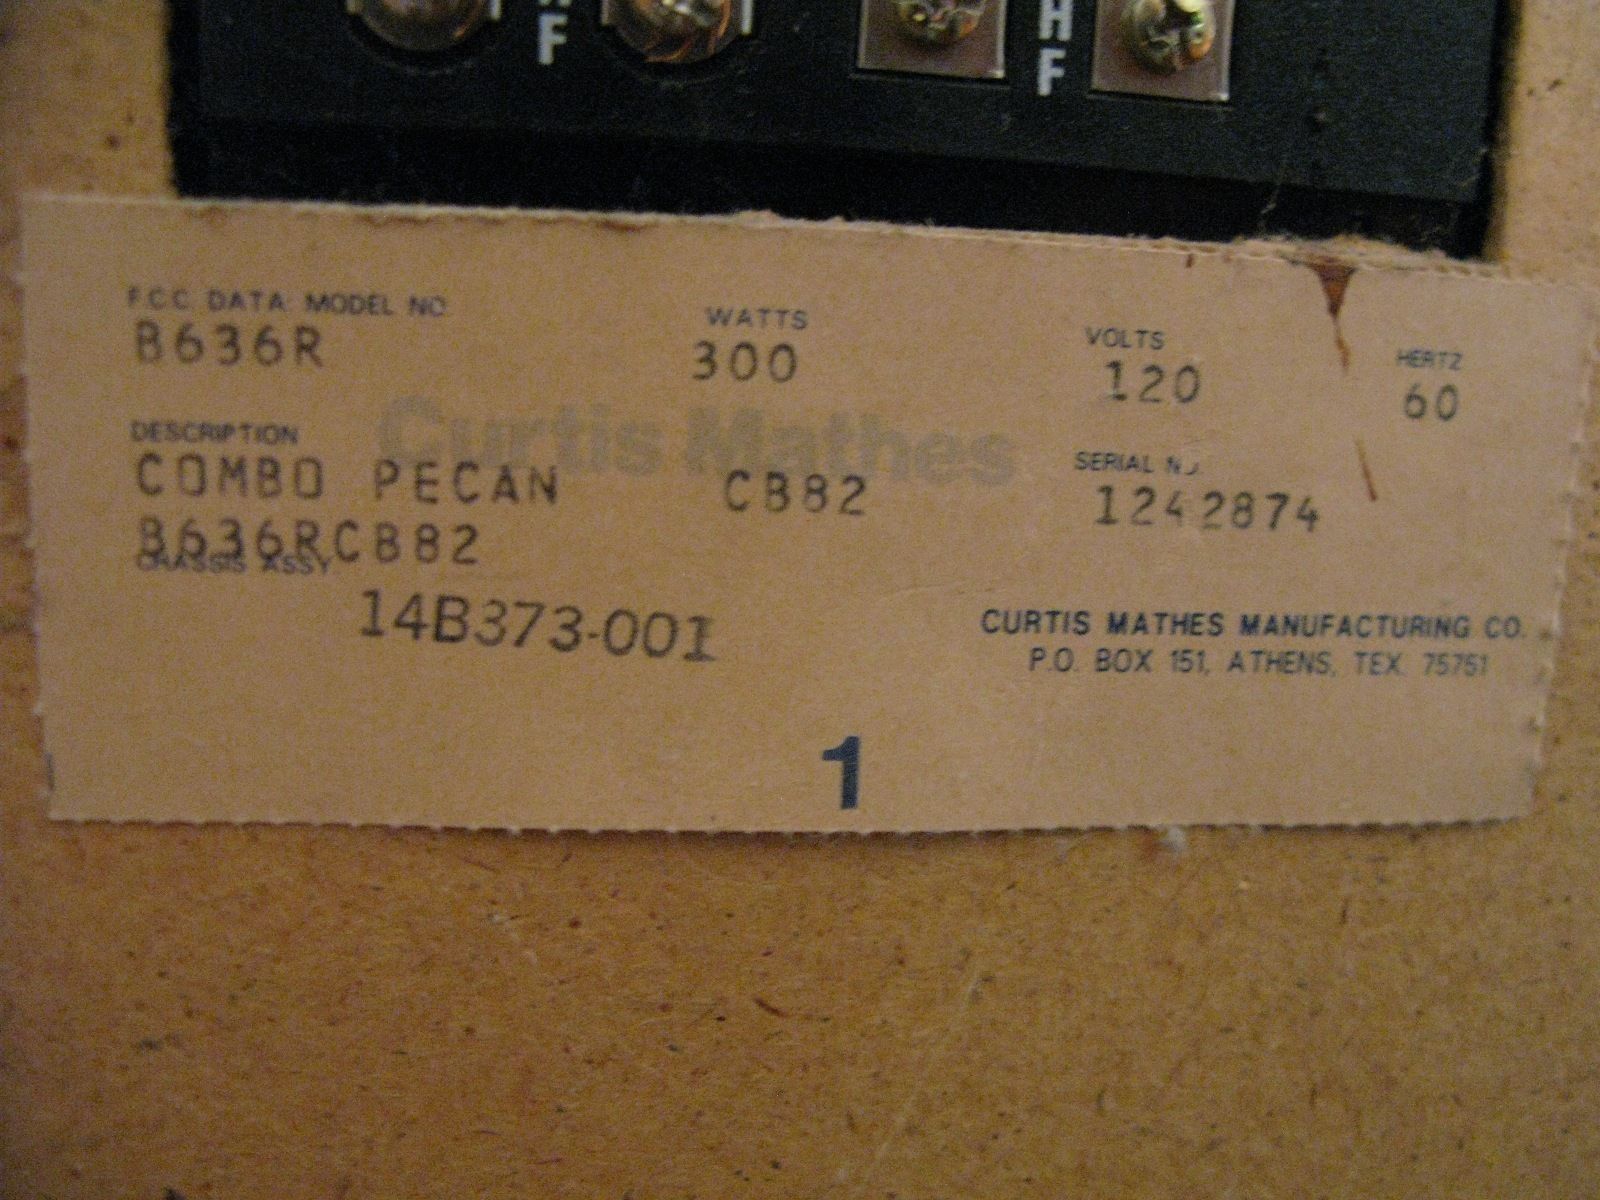 F HF
F.C.C. DATA: MODEL NO. WATTS VOLTS HERTZ
B636R 300 120 60
Curtis Mathes
DESCRIPTION SERIAL NO.
COMBO PECAN CB82 1242874
B636RCB82
CHASSIS ASSY.
14B373-001
CURTIS MATHES MANUFACTURING CO.
P.O. BOX 151, ATHENS, TEX. 75751
1